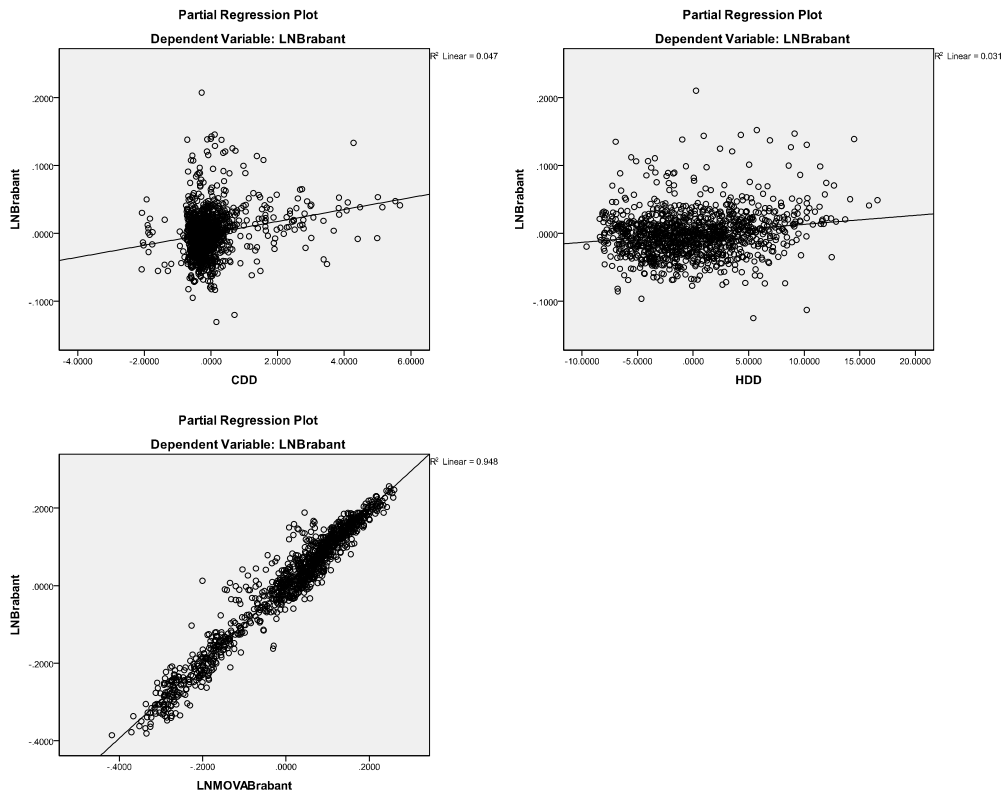 Partial Regression Plot
Dependent Variable: LNBrabant
R² Linear = 0.047
.2000
.1000
.0000
-.1000
LNBrabant
-4.0000 -2.0000 .0000 2.0000 4.0000 6.0000
CDD
Partial Regression Plot
Dependent Variable: LNBrabant
R² Linear = 0.031
.2000
.1000
.0000
-.1000
LNBrabant
-10.0000 -5.0000 .0000 5.0000 10.0000 15.0000 20.0000
HDD
Partial Regression Plot
Dependent Variable: LNBrabant
R² Linear = 0.948
.2000
.0000
-.2000
-.4000
LNBrabant
-.4000 -.2000 .0000 .2000
LNMOVABrabant